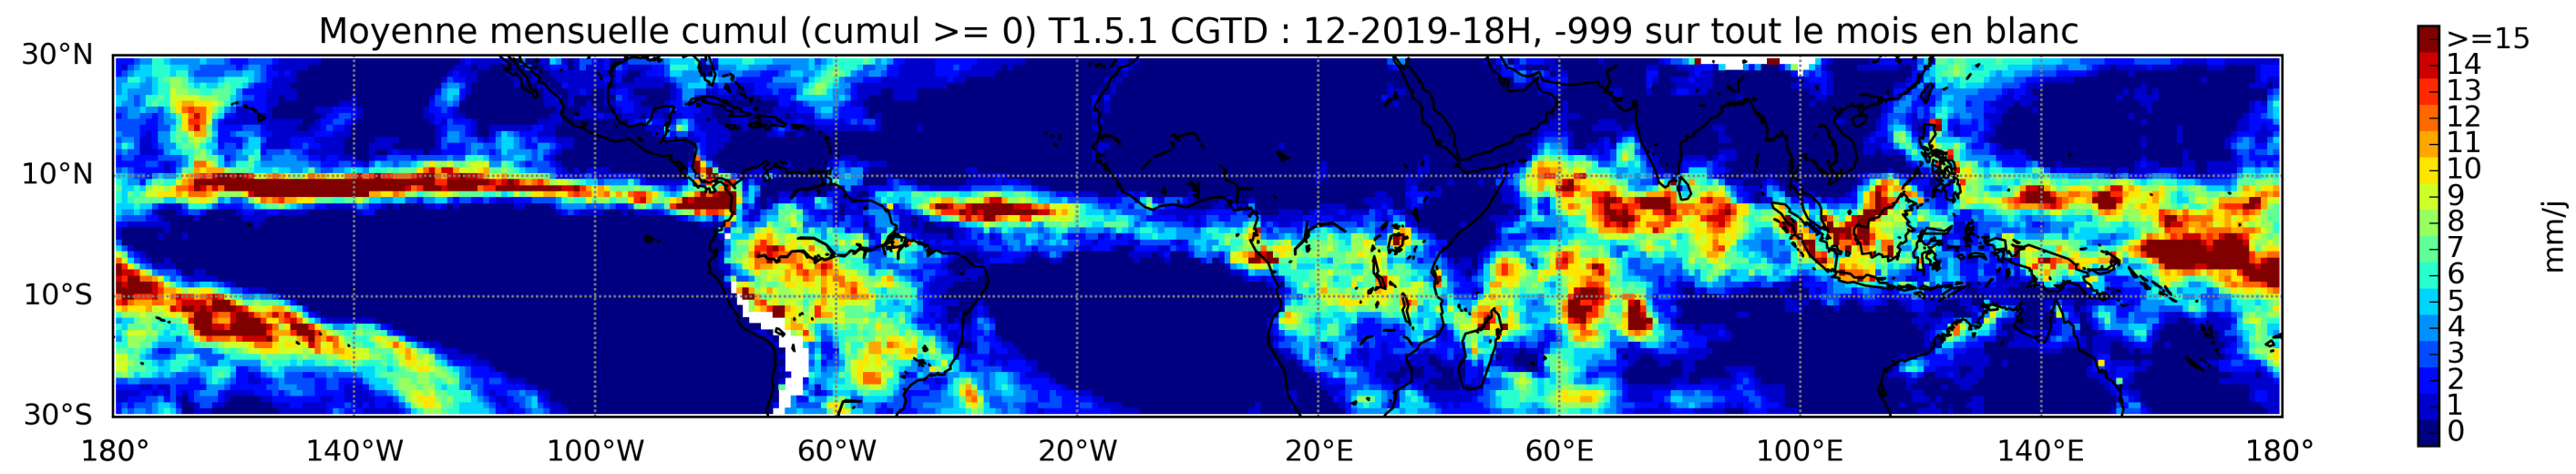 Moyenne mensuelle cumul (cumul >= 0) T1.5.1 CGTD : 12-2019-18H, -999 sur tout le mois en blanc
30°N
10°N
10°S
30°S
180°
140°W
100°W
60°W
20°W
20°E
60°E
100°E
140°E
180°
>=15
14
13
12
11
10
9
8
7
6
5
4
3
2
1
0
mm/j